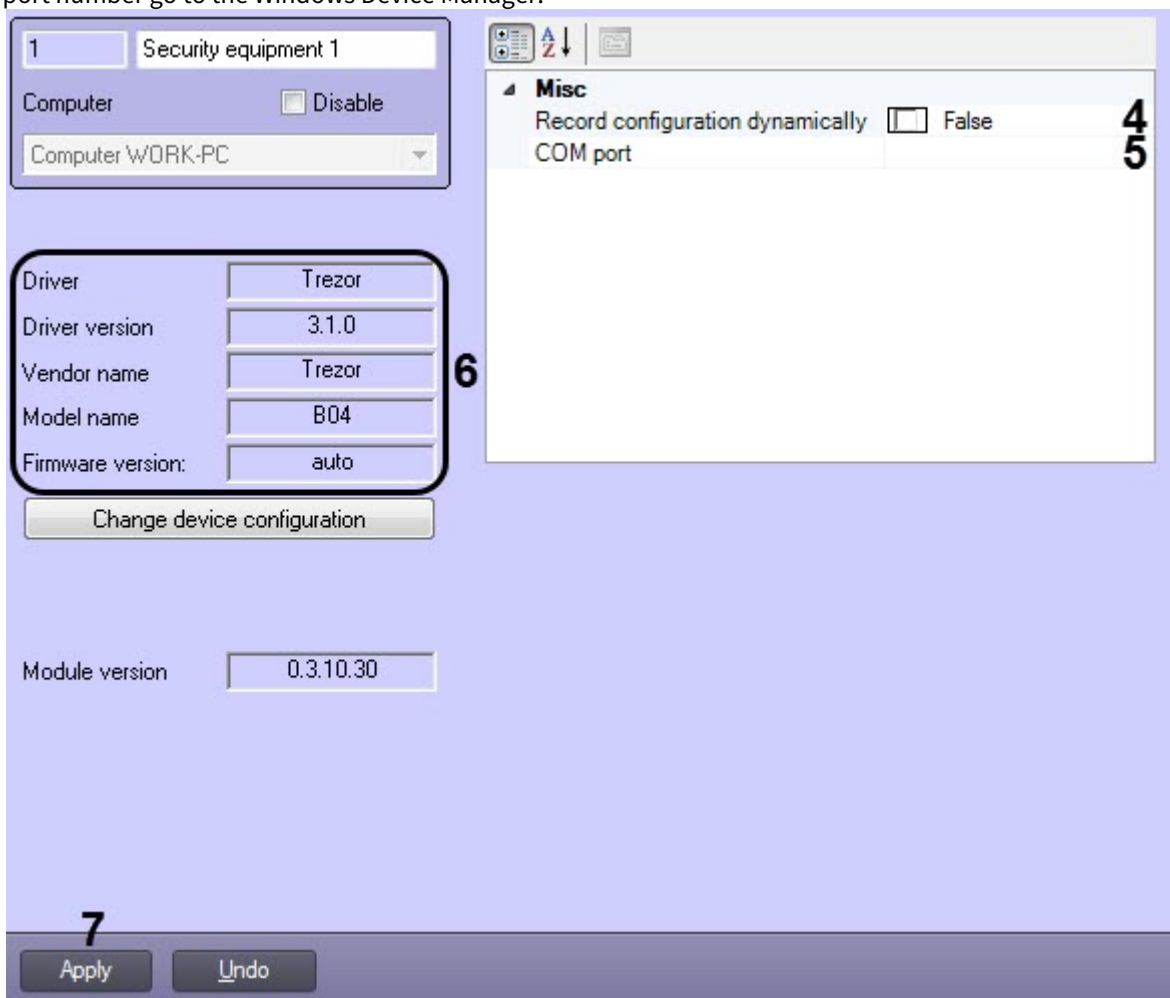 port number go to the Windows Device Manager.
1 Security equipment 1
Computer Disable
Computer WORK-PC
Misc
Record configuration dynamically False 4
COM port 5
Driver Trezor
Driver version 3.1.0
Vendor name Trezor
6
Model name B04
Firmware version: auto
Change device configuration
Module version 0.3.10.30
7
Apply Undo